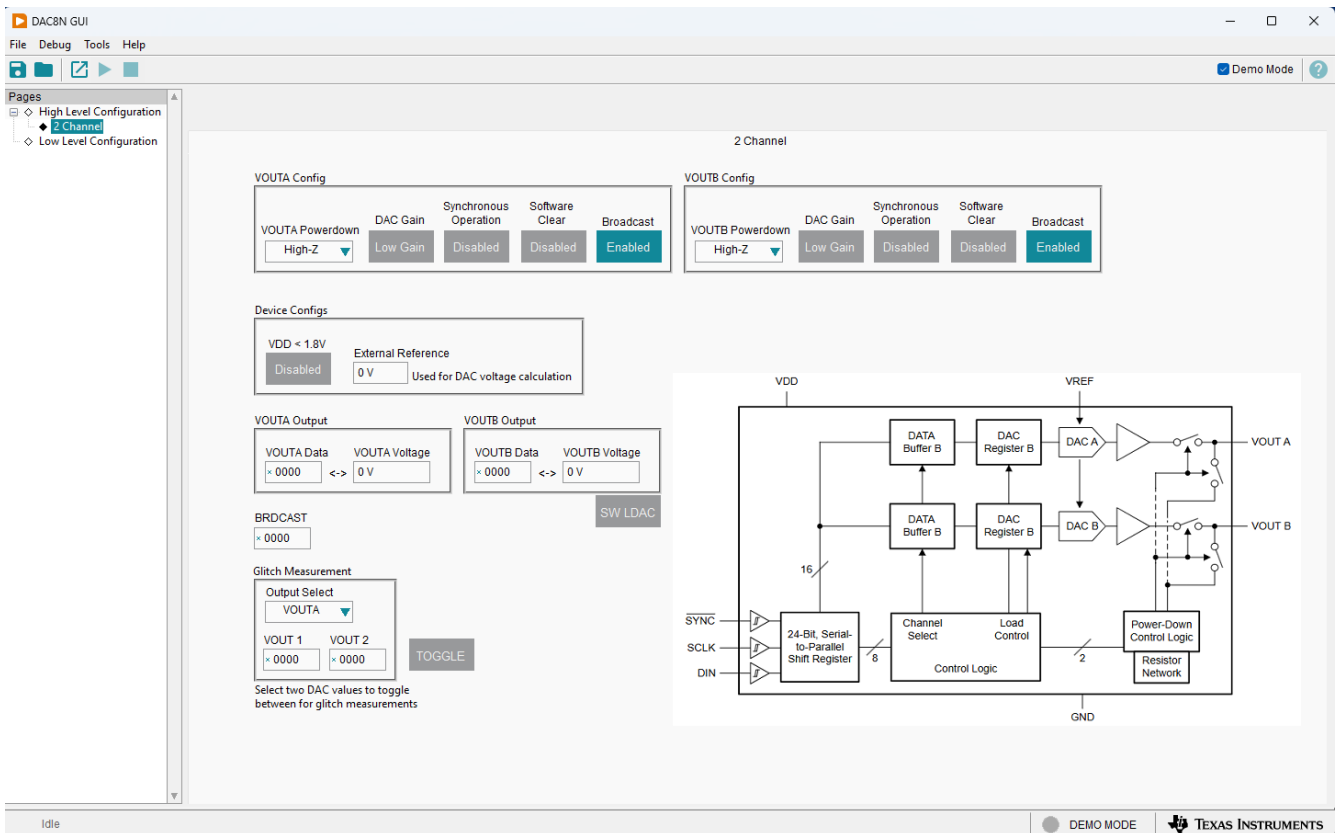 DAC8N GUI
File Debug Tools Help
Demo Mode
Pages
High Level Configuration
2 Channel
Low Level Configuration
2 Channel
VOUTA Config
VOUTA Powerdown
High-Z
DAC Gain
Low Gain
Synchronous
Operation
Disabled
Software
Clear
Disabled
Broadcast
Enabled
VOUTB Config
VOUTB Powerdown
High-Z
DAC Gain
Low Gain
Synchronous
Operation
Disabled
Software
Clear
Disabled
Broadcast
Enabled
Device Configs
VDD < 1.8V
Disabled
External Reference
0 V
Used for DAC voltage calculation
VOUTA Output
VOUTA Data VOUTA Voltage
× 0000 <-> 0 V
VOUTB Output
VOUTB Data VOUTB Voltage
× 0000 <-> 0 V
SW LDAC
BRDCAST
× 0000
Glitch Measurement
Output Select
VOUTA
VOUT 1 VOUT 2
× 0000 × 0000
TOGGLE
Select two DAC values to toggle
between for glitch measurements
VDD
VREF
DATA
Buffer B
DAC
Register B
DAC A
VOUT A
DATA
Buffer B
DAC
Register B
DAC B
VOUT B
16
SYNC
SCLK
DIN
24-Bit, Serial-
to-Parallel
Shift Register
8
Channel
Select
Load
Control
Control Logic
2
Power-Down
Control Logic
Resistor
Network
GND
Idle
DEMO MODE
TEXAS INSTRUMENTS